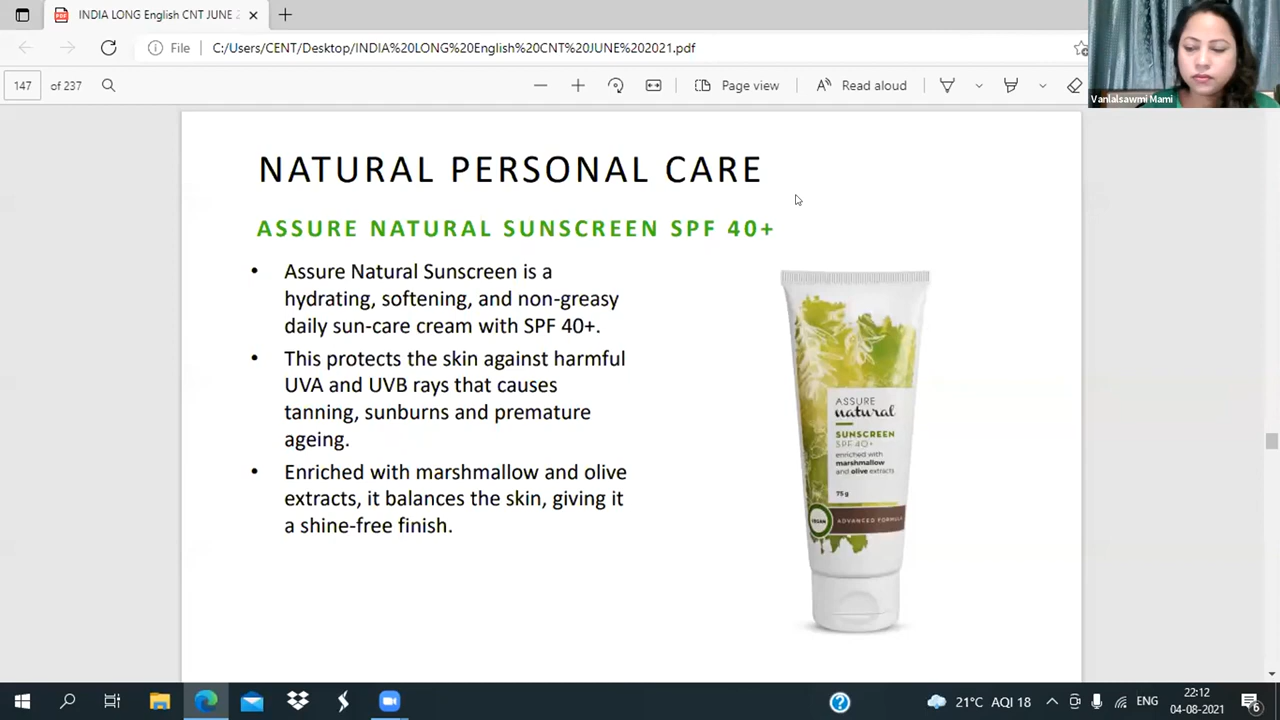 INDIA LONG English CNT JUNE 2
File
C:/Users/CENT/Desktop/INDIA%20LONG%20English%20CNT%20JUNE%202021.pdf
Vanlalsawmi Mami
147 of 237
Page view
Read aloud
NATURAL PERSONAL CARE
ASSURE NATURAL SUNSCREEN SPF 40+
• Assure Natural Sunscreen is a
hydrating, softening, and non-greasy
daily sun-care cream with SPF 40+.
• This protects the skin against harmful
UVA and UVB rays that causes
tanning, sunburns and premature
ageing.
• Enriched with marshmallow and olive
extracts, it balances the skin, giving it
a shine-free finish.
ASSURE
natural
SUNSCREEN
SPF 40+
enriched with
marshmallow
and olive extracts
75 g
VEGAN
ADVANCED FORMULA
21°C AQI 18
ENG
22:12
04-08-2021
6